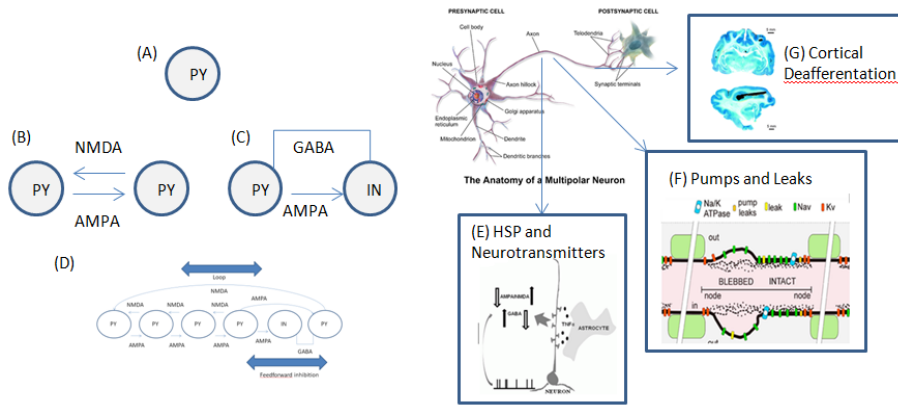 (A)
PY
(B)
NMDA
PY
PY
AMPA
(C)
GABA
PY
IN
AMPA
(D)
Loop
NMDA
AMPA
NMDA
NMDA
NMDA
PY
PY
PY
PY
IN
PY
AMPA
AMPA
AMPA
AMPA
GABA
Feedforward inhibition
PRESYNAPTIC CELL
POSTSYNAPTIC CELL
Cell body
Axon
Telodendria
Nucleus
Axon hillock
Synaptic terminals
Golgi apparatus
Endoplasmic
reticulum
Mitochondrion
Dendrite
Dendritic branches
The Anatomy of a Multipolar Neuron
(E) HSP and
Neurotransmitters
AMPA/NMDA
GABA
TNFα
ASTROCYTE
NEURON
(F) Pumps and Leaks
Na/K
ATPase
pump
leaks
leak
Nav
Kv
out
BLEBBED
INTACT
node
node
in
out
(G) Cortical
Deafferentation